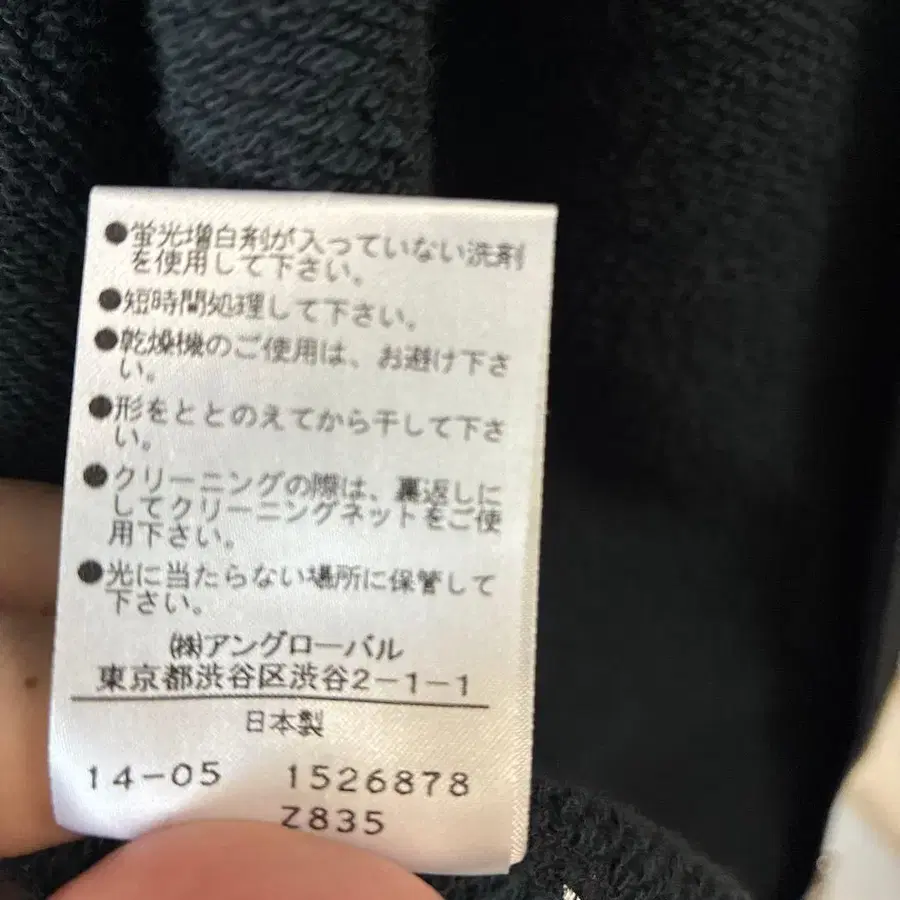 ●蛍光増白剤が入っていない洗剤
を使用して下さい。
●短時間処理して下さい。
●乾燥機のご使用は、お避け下さ
い。
●形をととのえてから干して下さ
い。
●クリーニングの際は、裏返しに
してクリーニングネットをご使
用下さい。
●光に当たらない場所に保管して
下さい。
㈱アングローバル
東京都渋谷区渋谷2-1-1
日本製
14-05 1526878
Z835